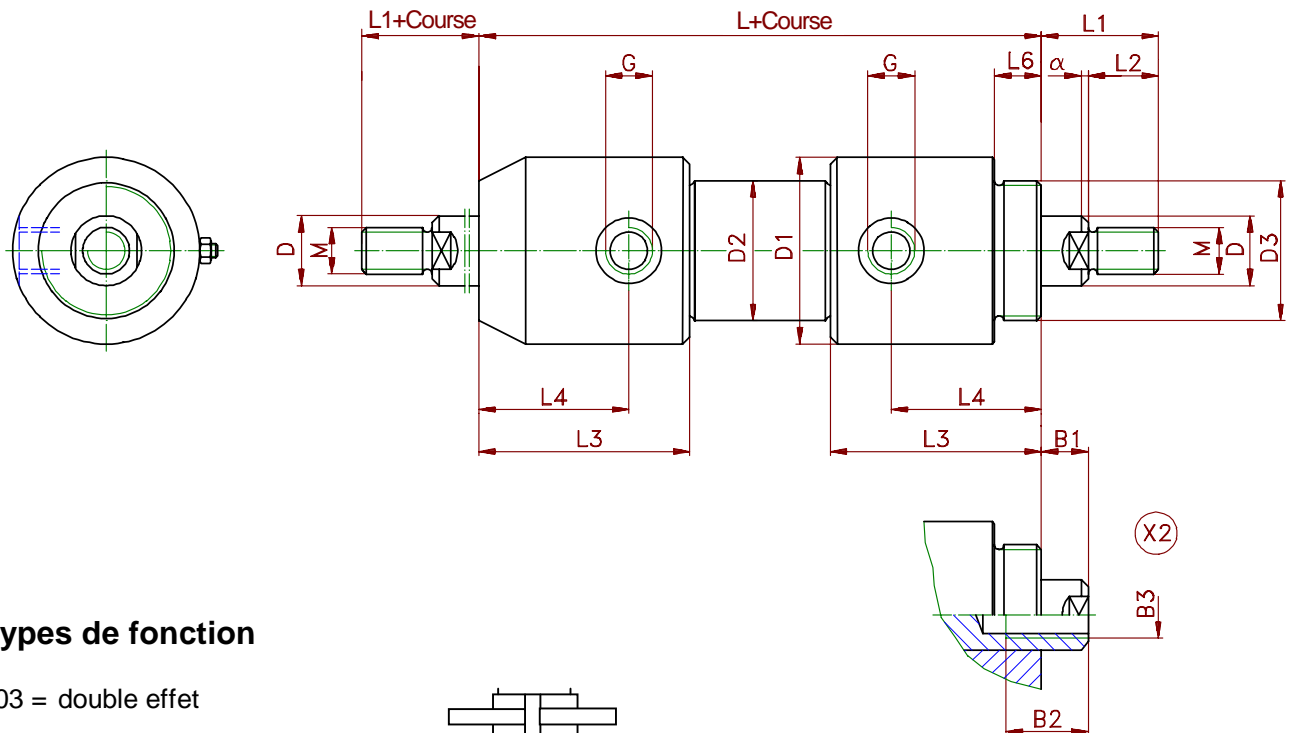 L1+Course
L+Course
L1
G
G
L6
α
L2
D
M
D2
D1
M
D
D3
L4
L4
L3
L3
B1
X2
B3
B2
ypes de fonction
03 = double effet